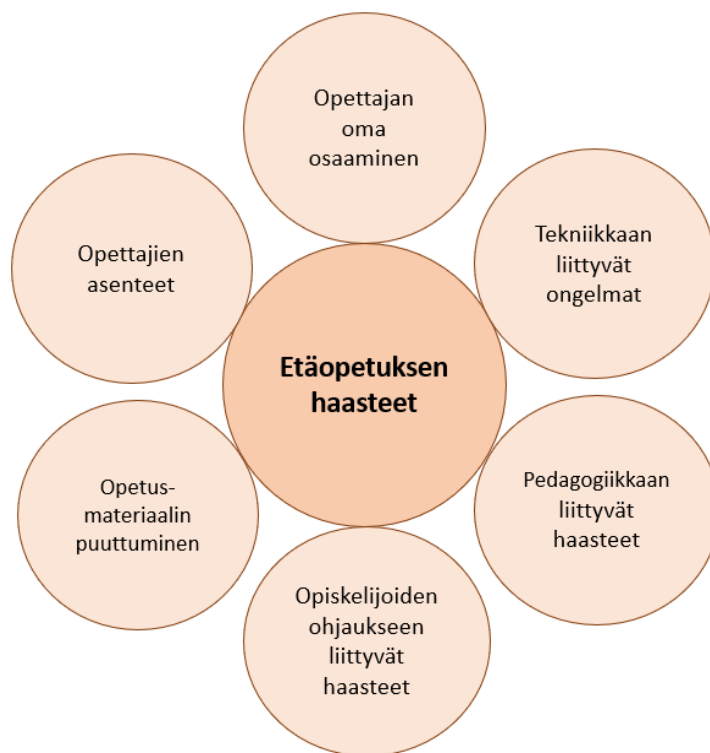 Opettajan
oma
osaaminen
Tekniikkaan
liittyvät
ongelmat
Pedagogiikkaan
liittyvät
haasteet
Opiskelijoiden
ohjaukseen
liittyvät
haasteet
Opetus-
materiaalin
puuttuminen
Opettajien
asenteet
Etäopetuksen
haasteet